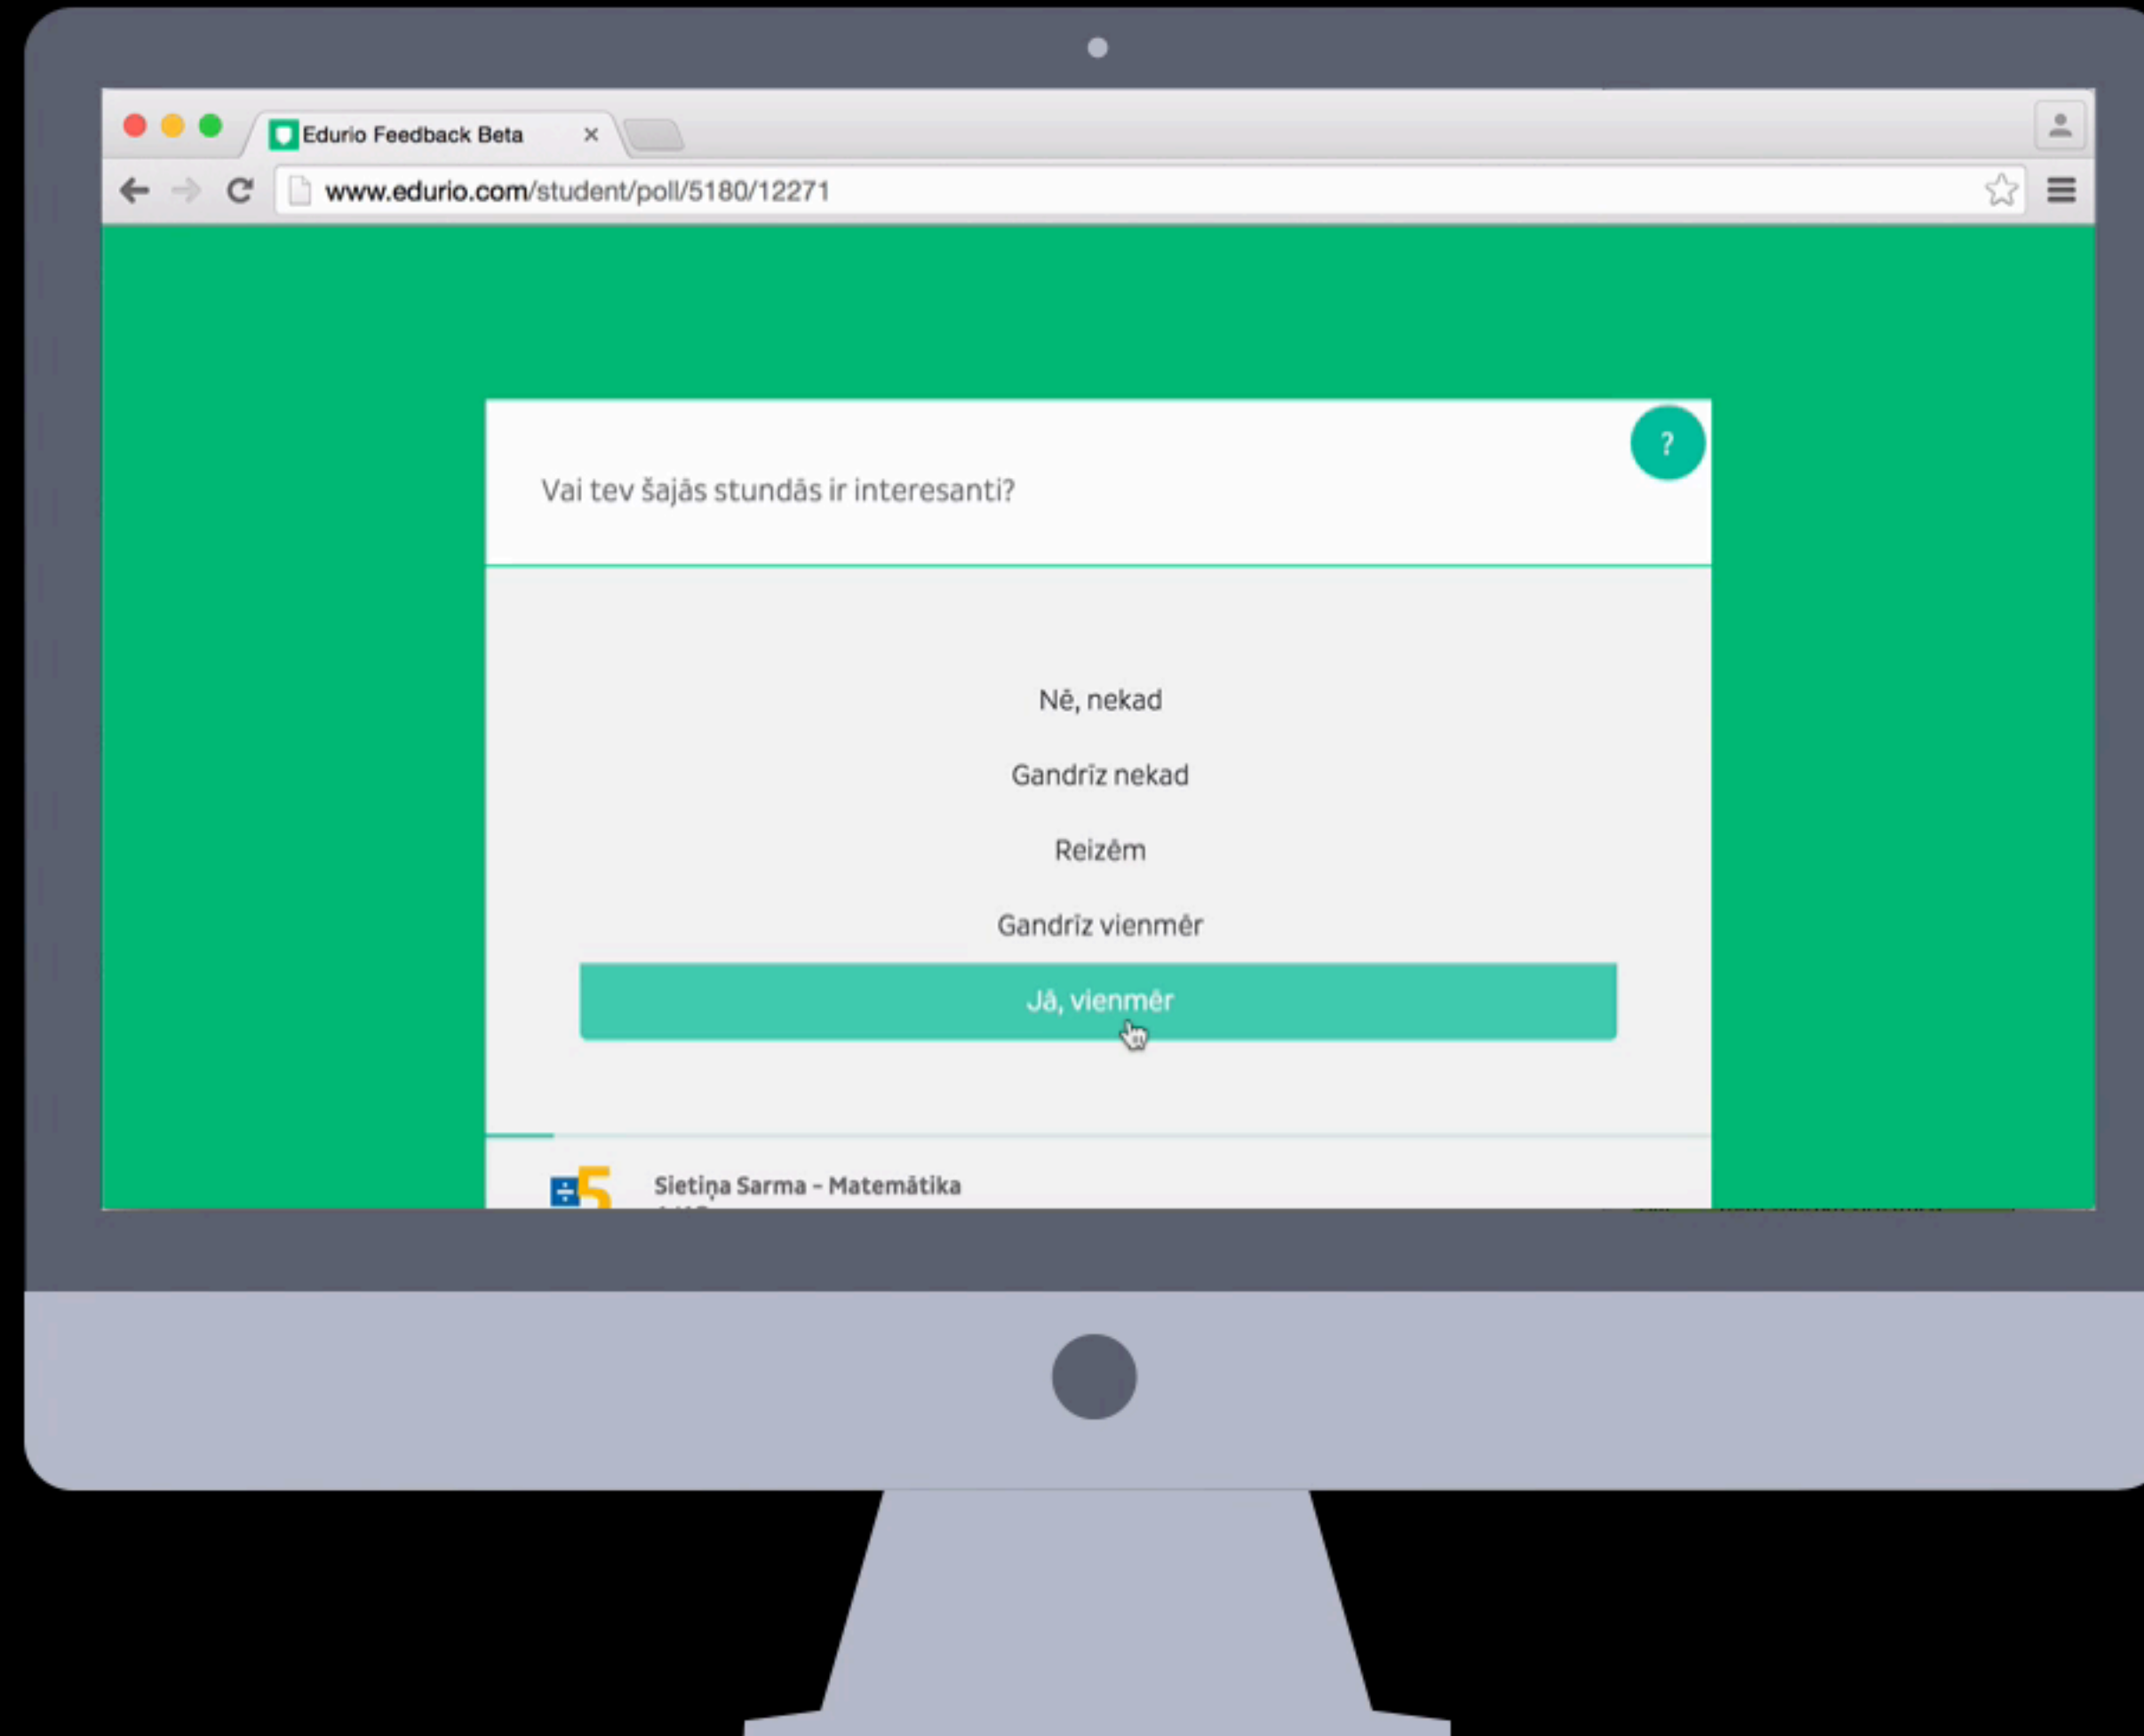 Edurio Feedback Beta
www.edurio.com/student/poll/5180/12271
?
Vai tev šajās stundās ir interesanti?
Nē, nekad
Gandrīz nekad
Reizēm
Gandrīz vienmēr
Jā, vienmēr
÷5
Sietiņa Sarma – Matemātika